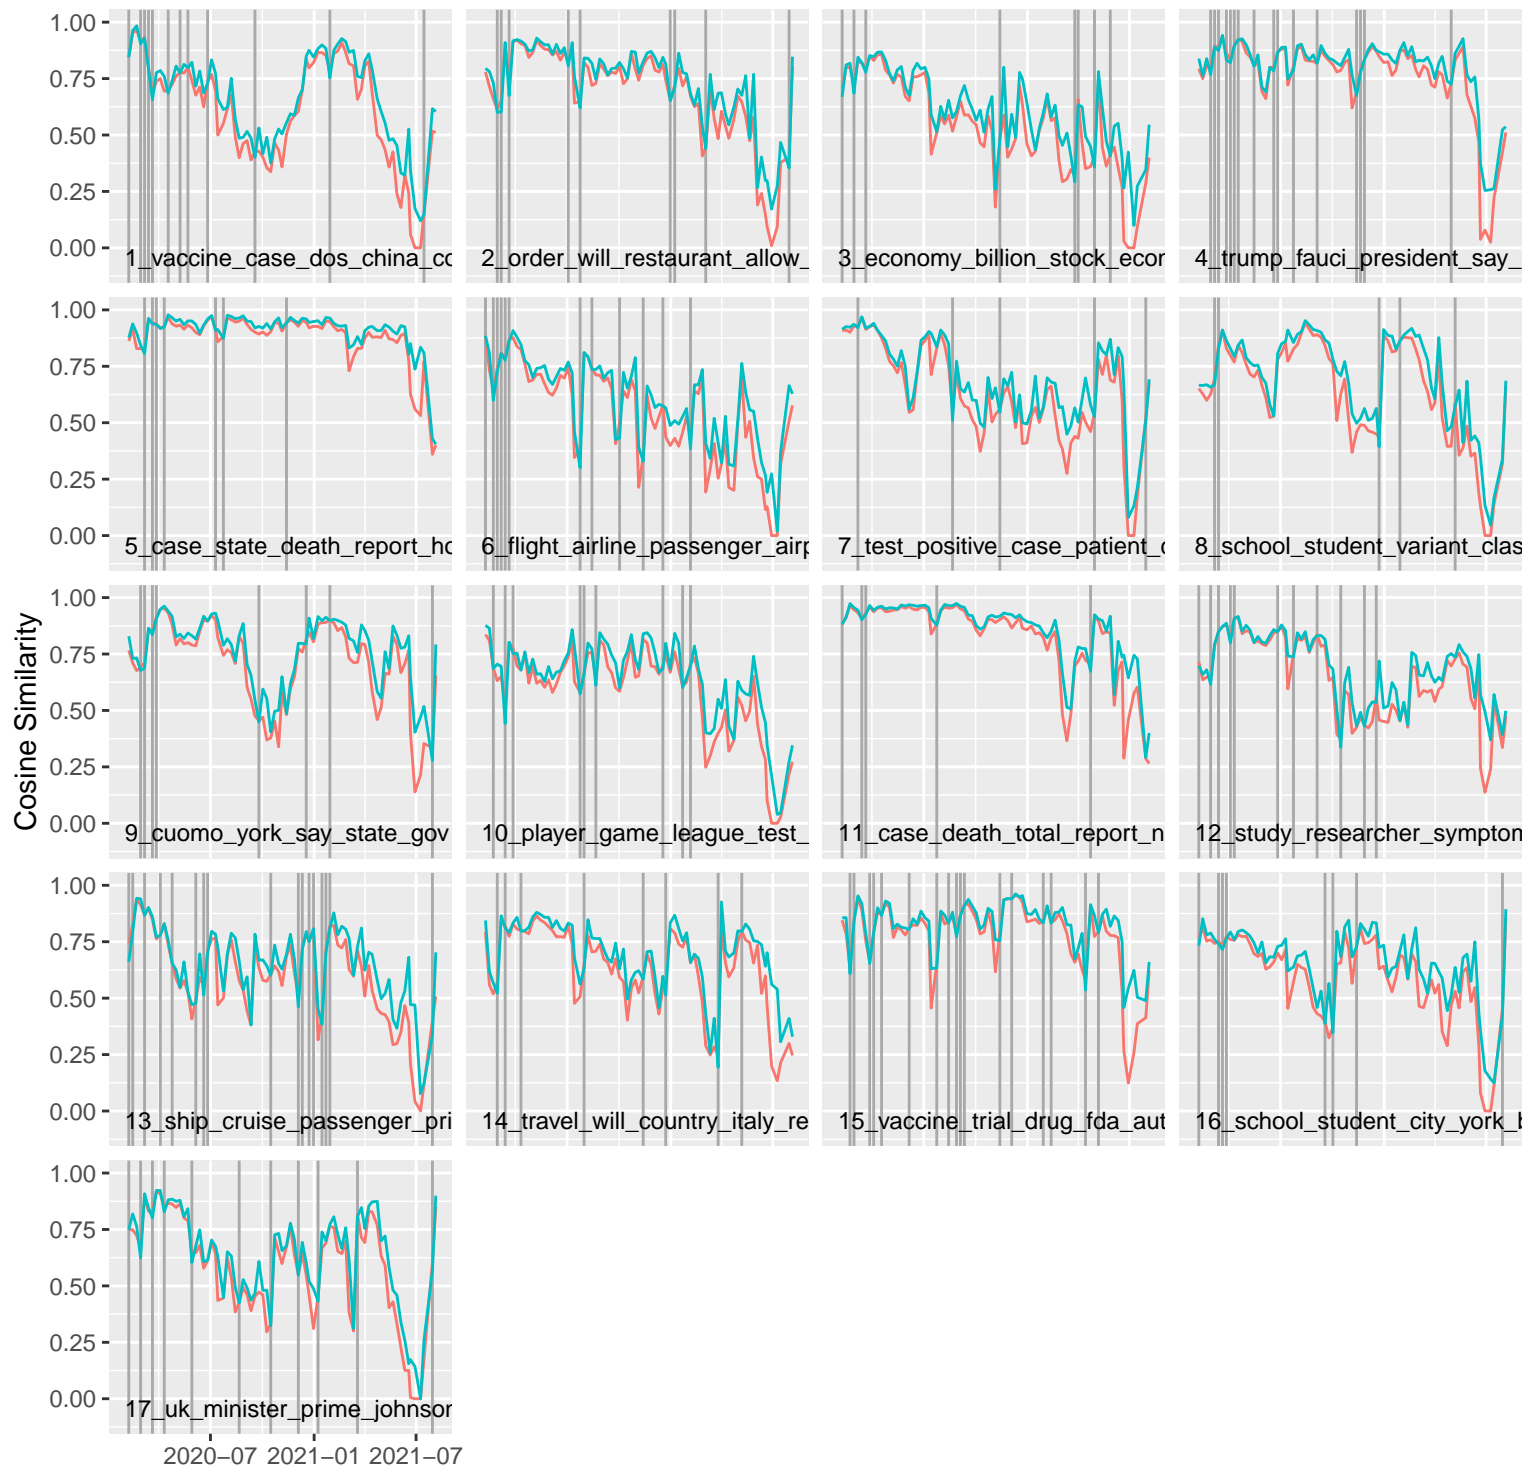 Cosine Similarity
1.00
0.75
0.50
0.25
0.00
1_vaccine_case_dos_china_co
2_order_will_restaurant_allow_
3_economy_billion_stock_econ
4_trump_fauci_president_say_
1.00
0.75
0.50
0.25
0.00
5_case_state_death_report_ho
6_flight_airline_passenger_airp
7_test_positive_case_patient_
8_school_student_variant_clas
1.00
0.75
0.50
0.25
0.00
9_cuomo_york_say_state_gov
10_player_game_league_test_
11_case_death_total_report_n
12_study_researcher_symptom
1.00
0.75
0.50
0.25
0.00
13_ship_cruise_passenger_pri
14_travel_will_country_italy_re
15_vaccine_trial_drug_fda_aut
16_school_student_city_york_b
1.00
0.75
0.50
0.25
0.00
17_uk_minister_prime_johnson
2020−07 2021−01 2021−07